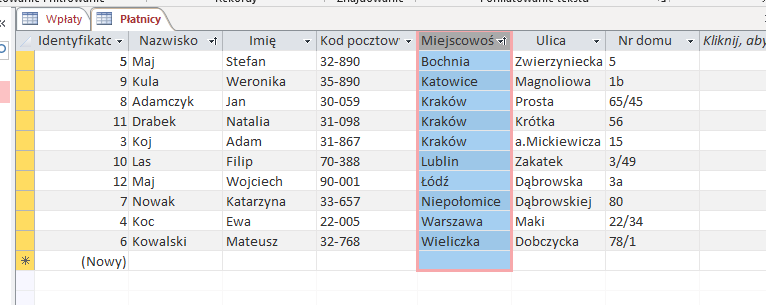 Wpłaty Płatnicy
Identyfikato Nazwisko Imię Kod pocztow Miejscowoś Ulica Nr domu Kliknij, aby
5 Maj Stefan 32-890 Bochnia Zwierzyniecka 5
9 Kula Weronika 35-890 Katowice Magnoliowa 1b
8 Adamczyk Jan 30-059 Kraków Prosta 65/45
11 Drabek Natalia 31-098 Kraków Krótka 56
3 Koj Adam 31-867 Kraków a.Mickiewicza 15
10 Las Filip 70-388 Lublin Zakatek 3/49
12 Maj Wojciech 90-001 Łódź Dąbrowska 3a
7 Nowak Katarzyna 33-657 Niepołomice Dąbrowskiej 80
4 Koc Ewa 22-005 Warszawa Maki 22/34
6 Kowalski Mateusz 32-768 Wieliczka Dobczycka 78/1
(Nowy)